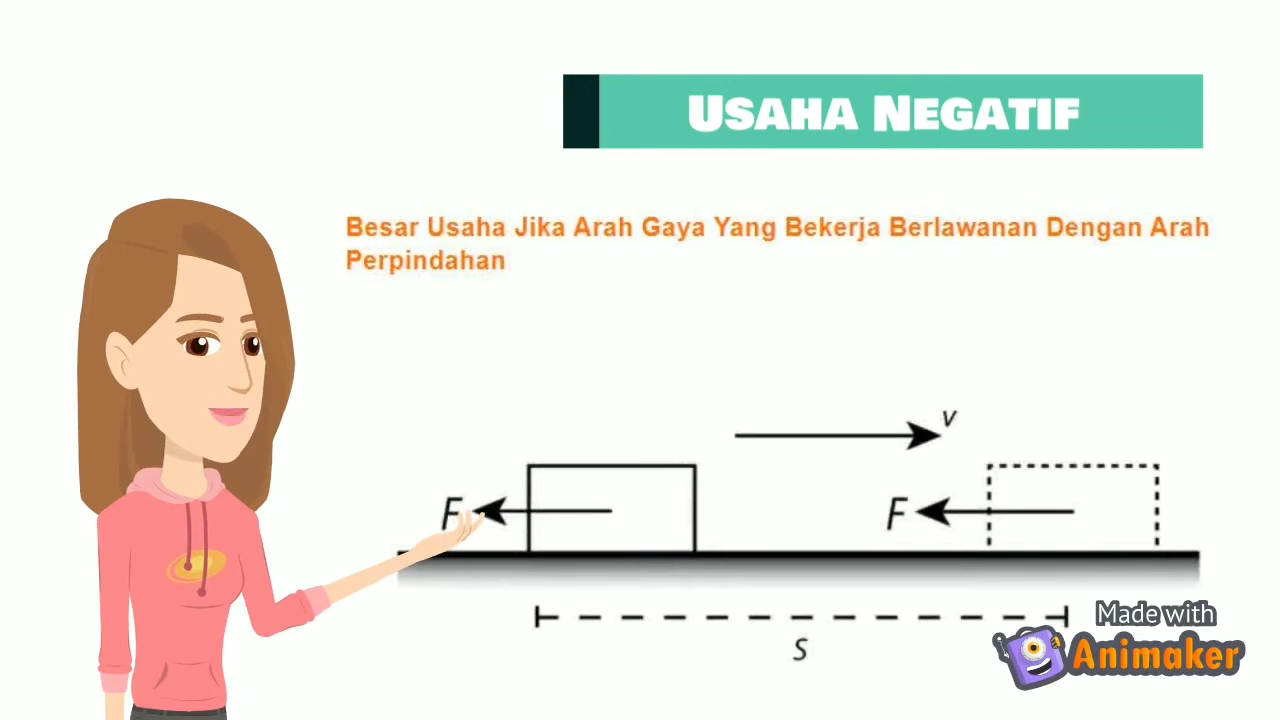 USAHA NEGATIF
Besar Usaha Jika Arah Gaya Yang Bekerja Berlawanan Dengan Arah
Perpindahan
v
F
F
s
Made with
Animaker